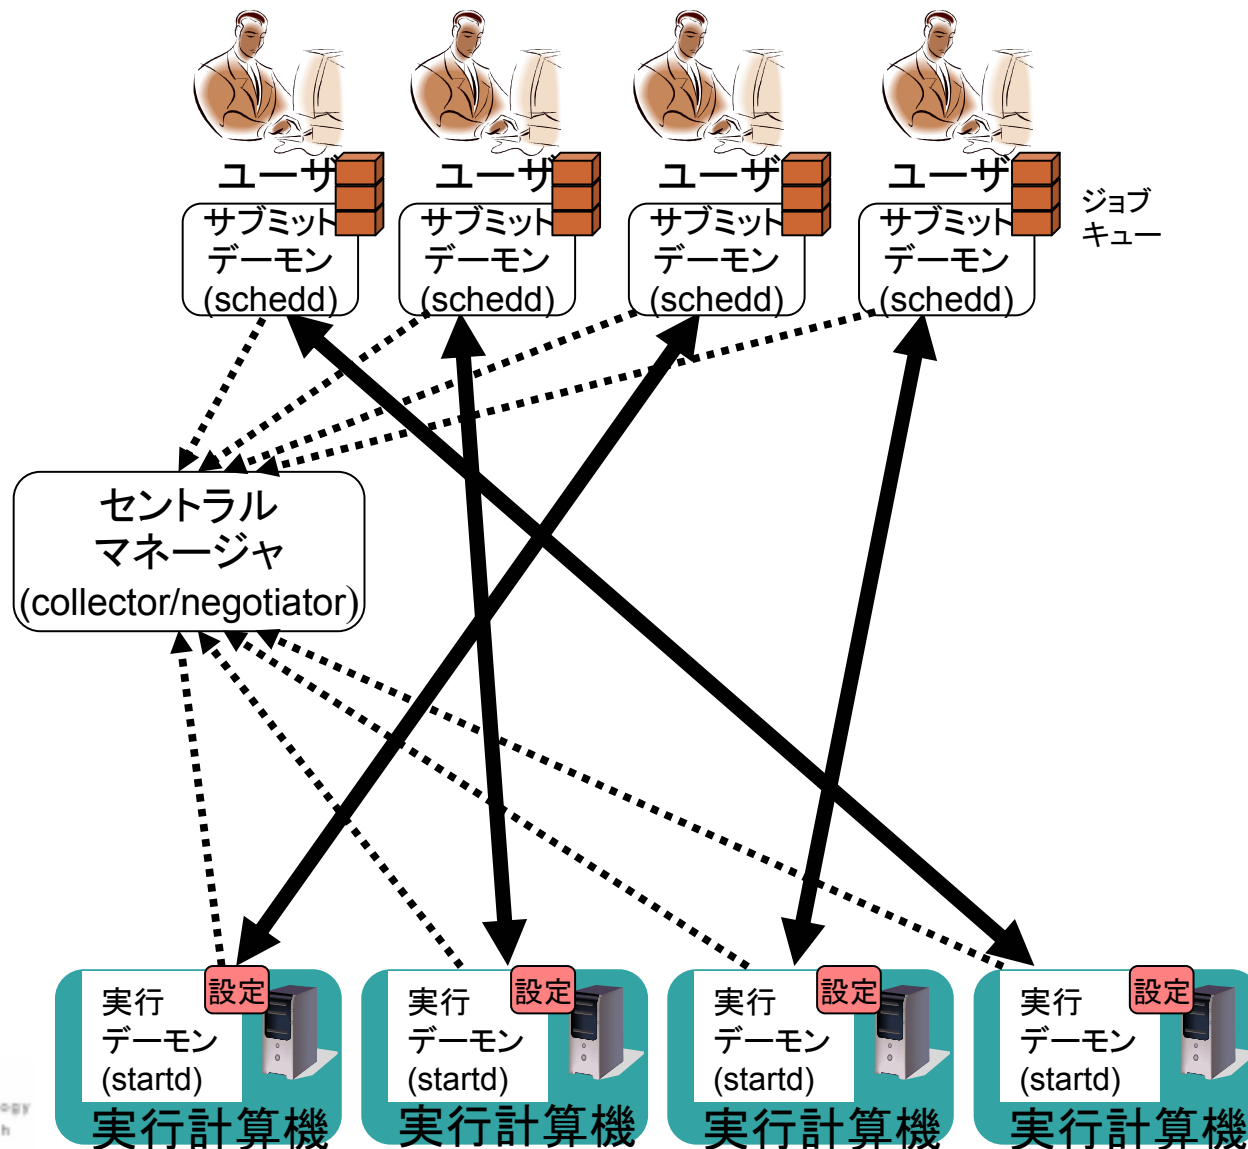 ユーザ
ユーザ
ユーザ
ユーザ
ジョブ
キュー
サブミット
デーモン
(schedd)
サブミット
デーモン
(schedd)
サブミット
デーモン
(schedd)
サブミット
デーモン
(schedd)
セントラル
マネージャ
(collector/negotiator)
設定
実行
デーモン
(startd)
実行計算機
設定
実行
デーモン
(startd)
実行計算機
設定
実行
デーモン
(startd)
実行計算機
設定
実行
デーモン
(startd)
実行計算機